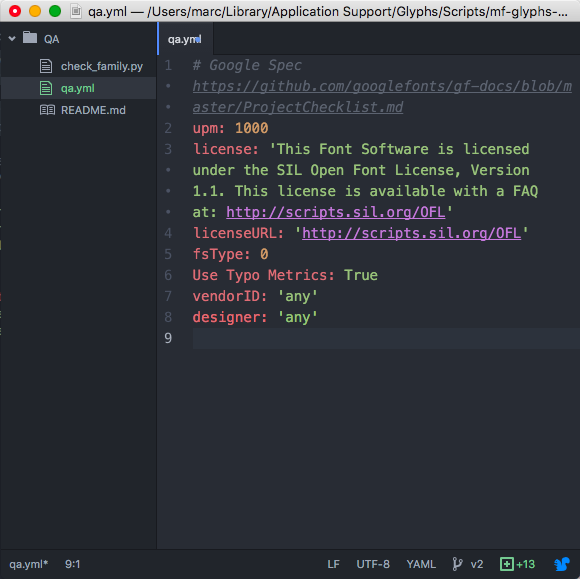 qa.yml — /Users/marc/Library/Application Support/Glyphs/Scripts/mf-glyphs-...
QA
check_family.py
qa.yml
README.md
qa.yml
1 # Google Spec
• https://github.com/googlefonts/gf-docs/blob/m
• aster/ProjectChecklist.md
2 upm: 1000
3 license: 'This Font Software is licensed
• under the SIL Open Font License, Version
• 1.1. This license is available with a FAQ
• at: http://scripts.sil.org/OFL'
4 licenseURL: 'http://scripts.sil.org/OFL'
5 fsType: 0
6 Use Typo Metrics: True
7 vendorID: 'any'
8 designer: 'any'
9
qa.yml* 9:1 LF UTF-8 YAML v2 +13